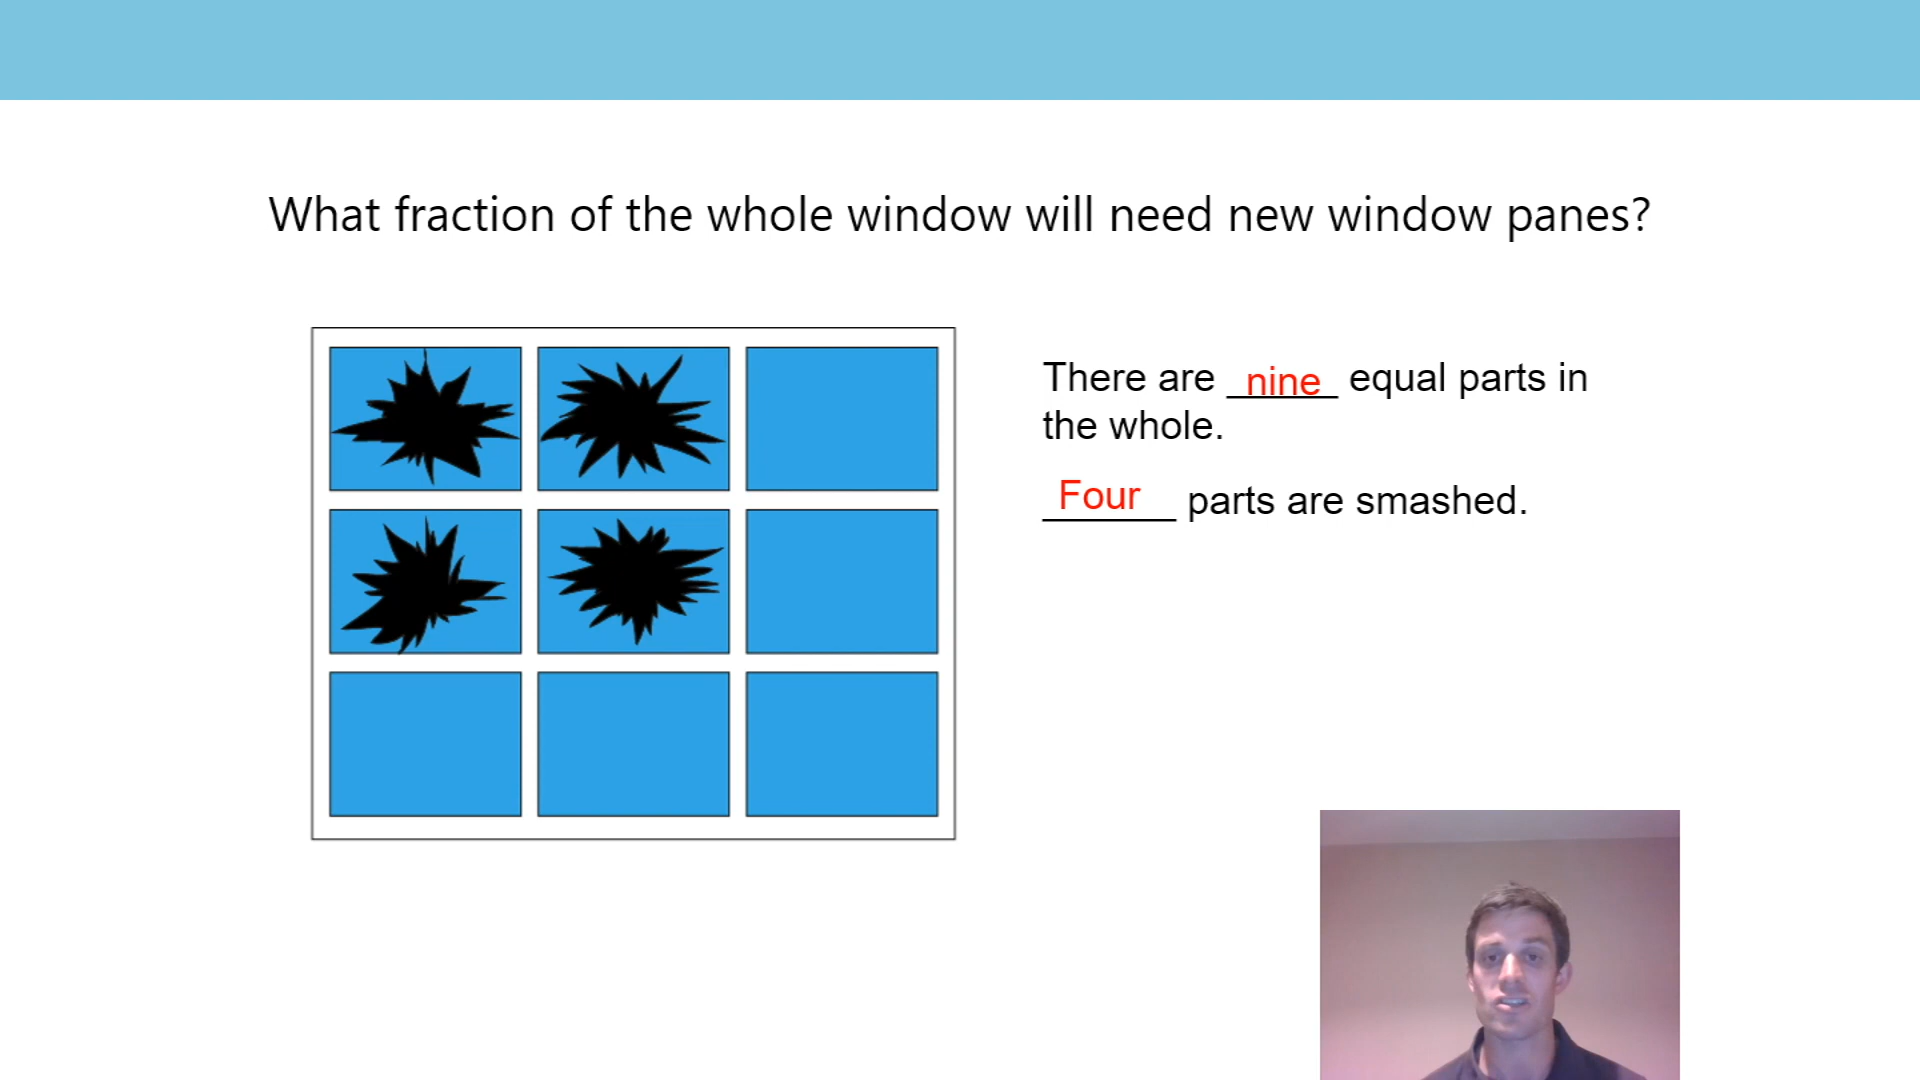 What fraction of the whole window will need new window panes?
There are nine equal parts in
the whole.
Four parts are smashed.